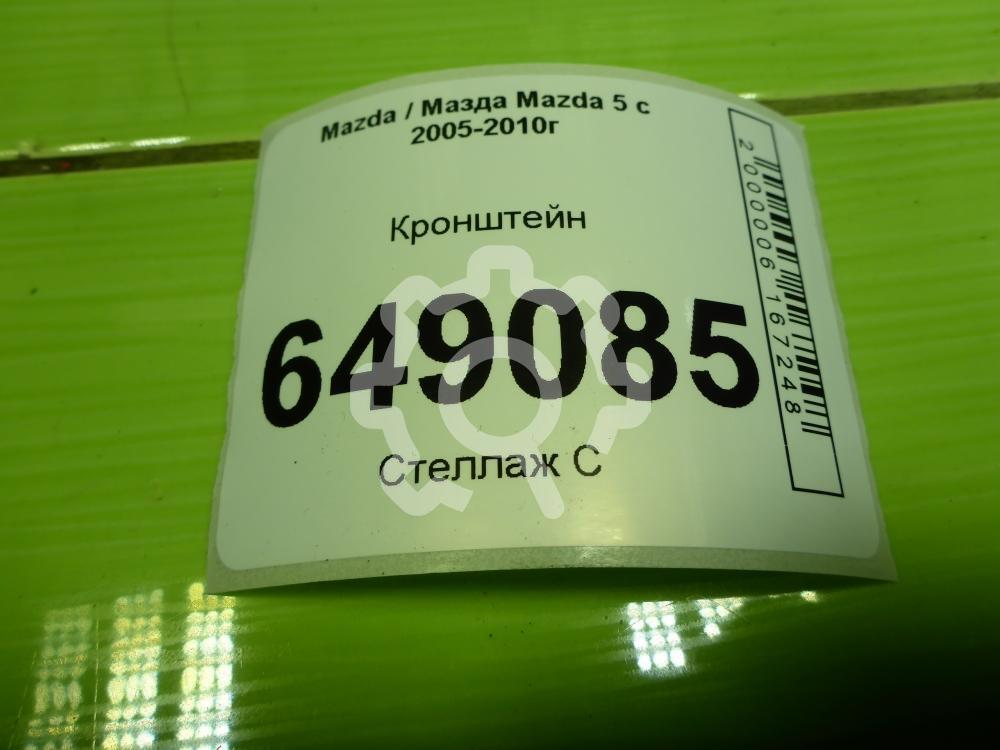 Mazda / Мазда Mazda 5 с
2005-2010г
Кронштейн
649085
Стеллаж С
2000006167248